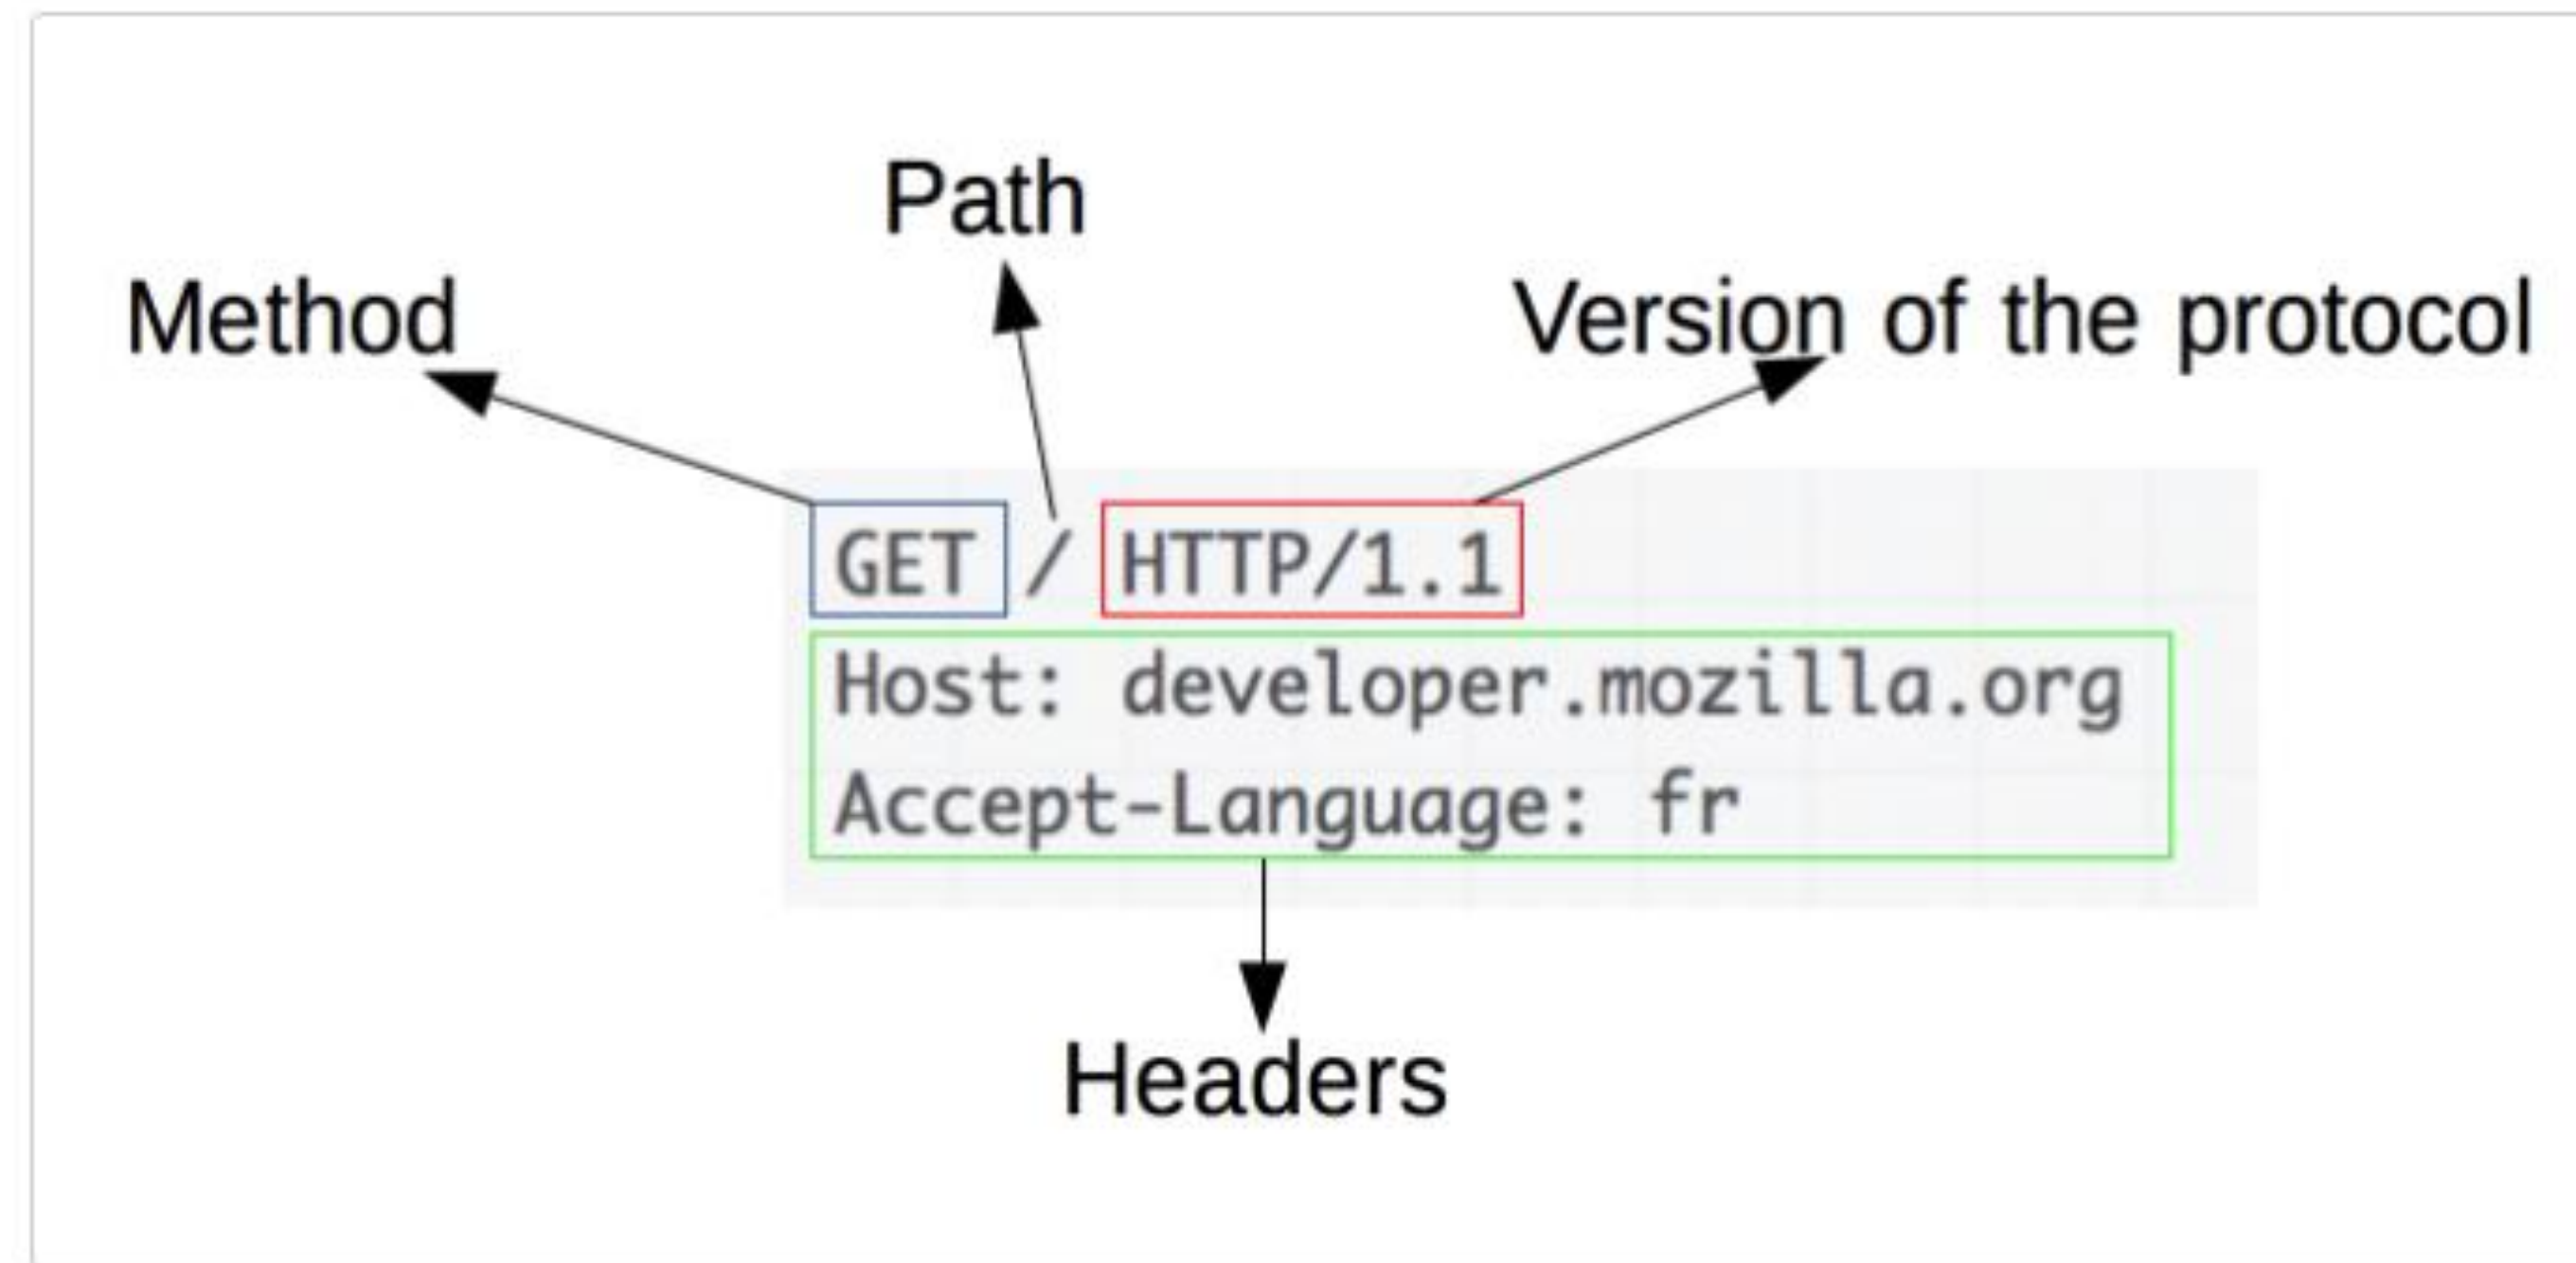 Path
Method
Version of the protocol
GET / HTTP/1.1
Host: developer.mozilla.org
Accept-Language: fr
Headers